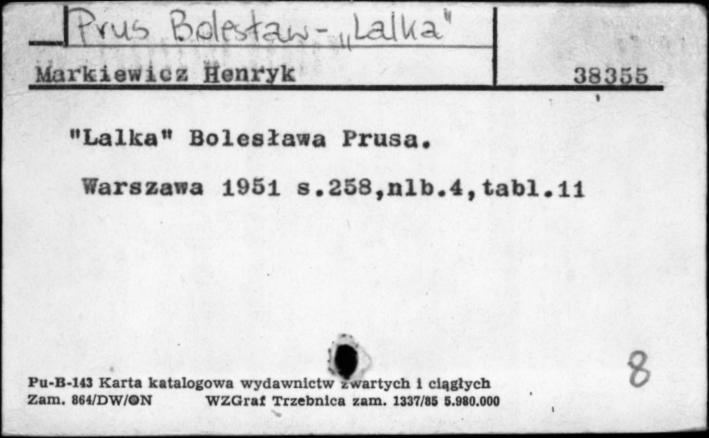 Prus Bolesław - „Lalka"
Markiewicz Henryk 38355
"Lalka" Bolesława Prusa.
Warszawa 1951 s.258,nlb.4,tabl.11
8
Pu-B-143 Karta katalogowa wydawnictw zwartych i ciągłych
Zam. 864/DW/ON WZGraf Trzebnica zam. 1337/85 5.980.000